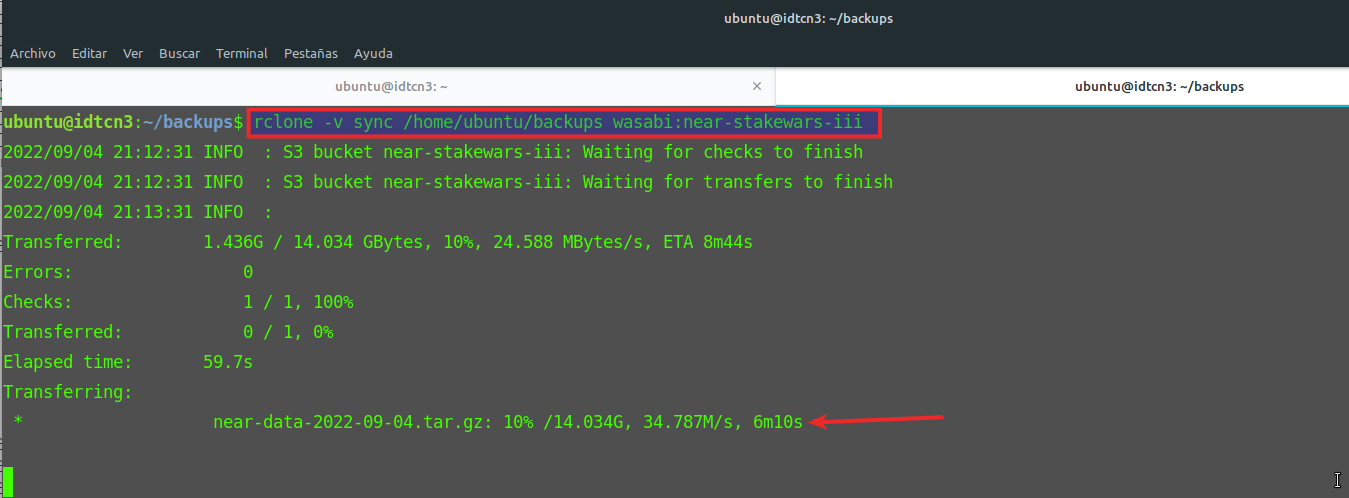 ubuntu@idtcn3: ~/backups
Archivo Editar Ver Buscar Terminal Pestañas Ayuda
ubuntu@idtcn3: ~ × ubuntu@idtcn3: ~/backups
ubuntu@idtcn3:~/backups$ rclone -v sync /home/ubuntu/backups wasabi:near-stakewars-iii
2022/09/04 21:12:31 INFO  : S3 bucket near-stakewars-iii: Waiting for checks to finish
2022/09/04 21:12:31 INFO  : S3 bucket near-stakewars-iii: Waiting for transfers to finish
2022/09/04 21:13:31 INFO  :
Transferred:        1.436G / 14.034 GBytes, 10%, 24.588 MBytes/s, ETA 8m44s
Errors:                 0
Checks:                 1 / 1, 100%
Transferred:            0 / 1, 0%
Elapsed time:       59.7s
Transferring:
 *                   near-data-2022-09-04.tar.gz: 10% /14.034G, 34.787M/s, 6m10s